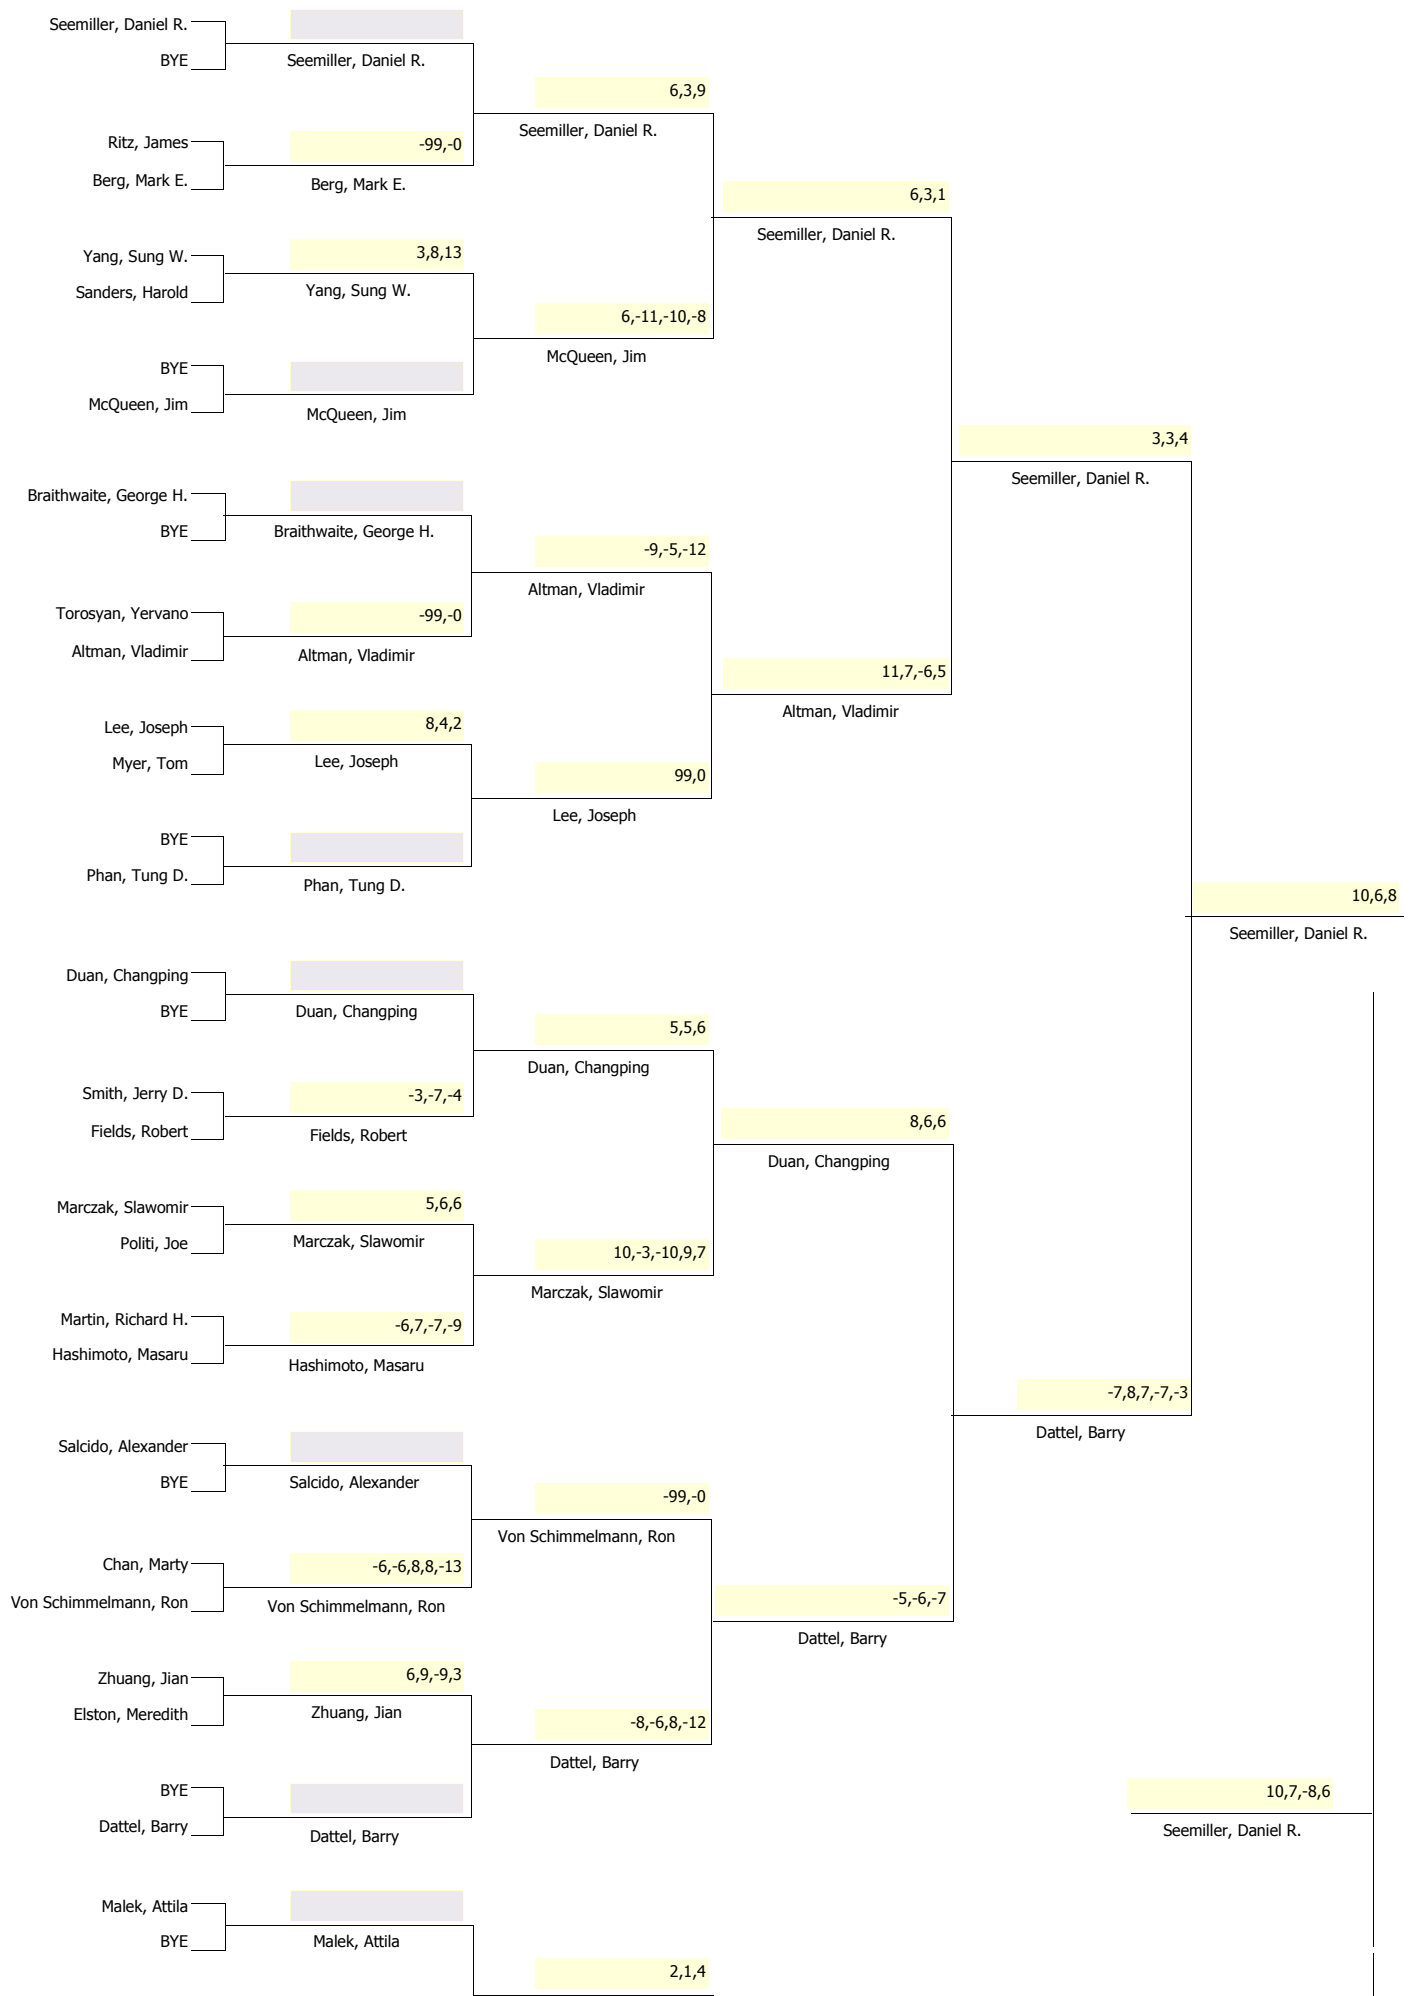 Seemiller, Daniel R.
BYE
Seemiller, Daniel R.
6,3,9
Seemiller, Daniel R.
Ritz, James
-99,-0
Berg, Mark E.
Berg, Mark E.
6,3,1
Seemiller, Daniel R.
Yang, Sung W.
3,8,13
Sanders, Harold
Yang, Sung W.
6,-11,-10,-8
McQueen, Jim
BYE
McQueen, Jim
McQueen, Jim
3,3,4
Seemiller, Daniel R.
Braithwaite, George H.
BYE
Braithwaite, George H.
-9,-5,-12
Altman, Vladimir
Torosyan, Yervano
-99,-0
Altman, Vladimir
Altman, Vladimir
11,7,-6,5
Altman, Vladimir
Lee, Joseph
8,4,2
Myer, Tom
Lee, Joseph
99,0
Lee, Joseph
BYE
Phan, Tung D.
Phan, Tung D.
10,6,8
Seemiller, Daniel R.
Duan, Changping
BYE
Duan, Changping
5,5,6
Duan, Changping
Smith, Jerry D.
-3,-7,-4
Fields, Robert
Fields, Robert
8,6,6
Duan, Changping
Marczak, Slawomir
5,6,6
Politi, Joe
Marczak, Slawomir
10,-3,-10,9,7
Marczak, Slawomir
Martin, Richard H.
-6,7,-7,-9
Hashimoto, Masaru
Hashimoto, Masaru
-7,8,7,-7,-3
Dattel, Barry
Salcido, Alexander
BYE
Salcido, Alexander
-99,-0
Von Schimmelmann, Ron
Chan, Marty
-6,-6,8,8,-13
Von Schimmelmann, Ron
Von Schimmelmann, Ron
-5,-6,-7
Dattel, Barry
Zhuang, Jian
6,9,-9,3
Elston, Meredith
Zhuang, Jian
-8,-6,8,-12
Dattel, Barry
BYE
Dattel, Barry
Dattel, Barry
10,7,-8,6
Seemiller, Daniel R.
Malek, Attila
BYE
Malek, Attila
2,1,4